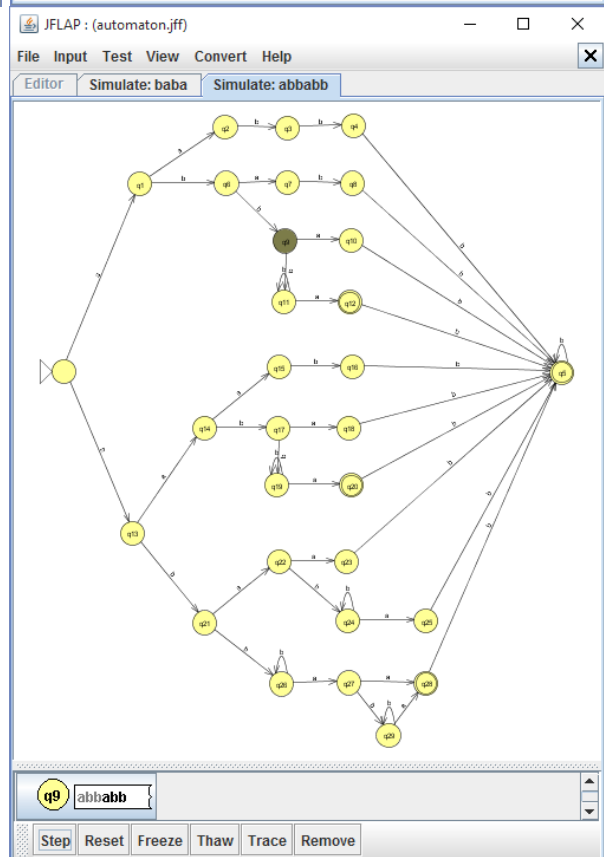 JFLAP : (automaton.jff)
File Input Test View Convert Help
Editor Simulate: baba Simulate: abbabb
q2 b q3 b q4
a
q1 b q6 a q7 b q8
b b
b
q9 a q10
b
b a
q11 a q12
b
b
q5
q15 b q16 b
a
q14 b q17 a q18 b
b a b
q19 a q20
a b
q13
q22 a q23
b
a b b
q21 q24 a q25 b
b
b b
q26 a q27 a q28
b b a
q29
q9 abbabb
Step Reset Freeze Thaw Trace Remove